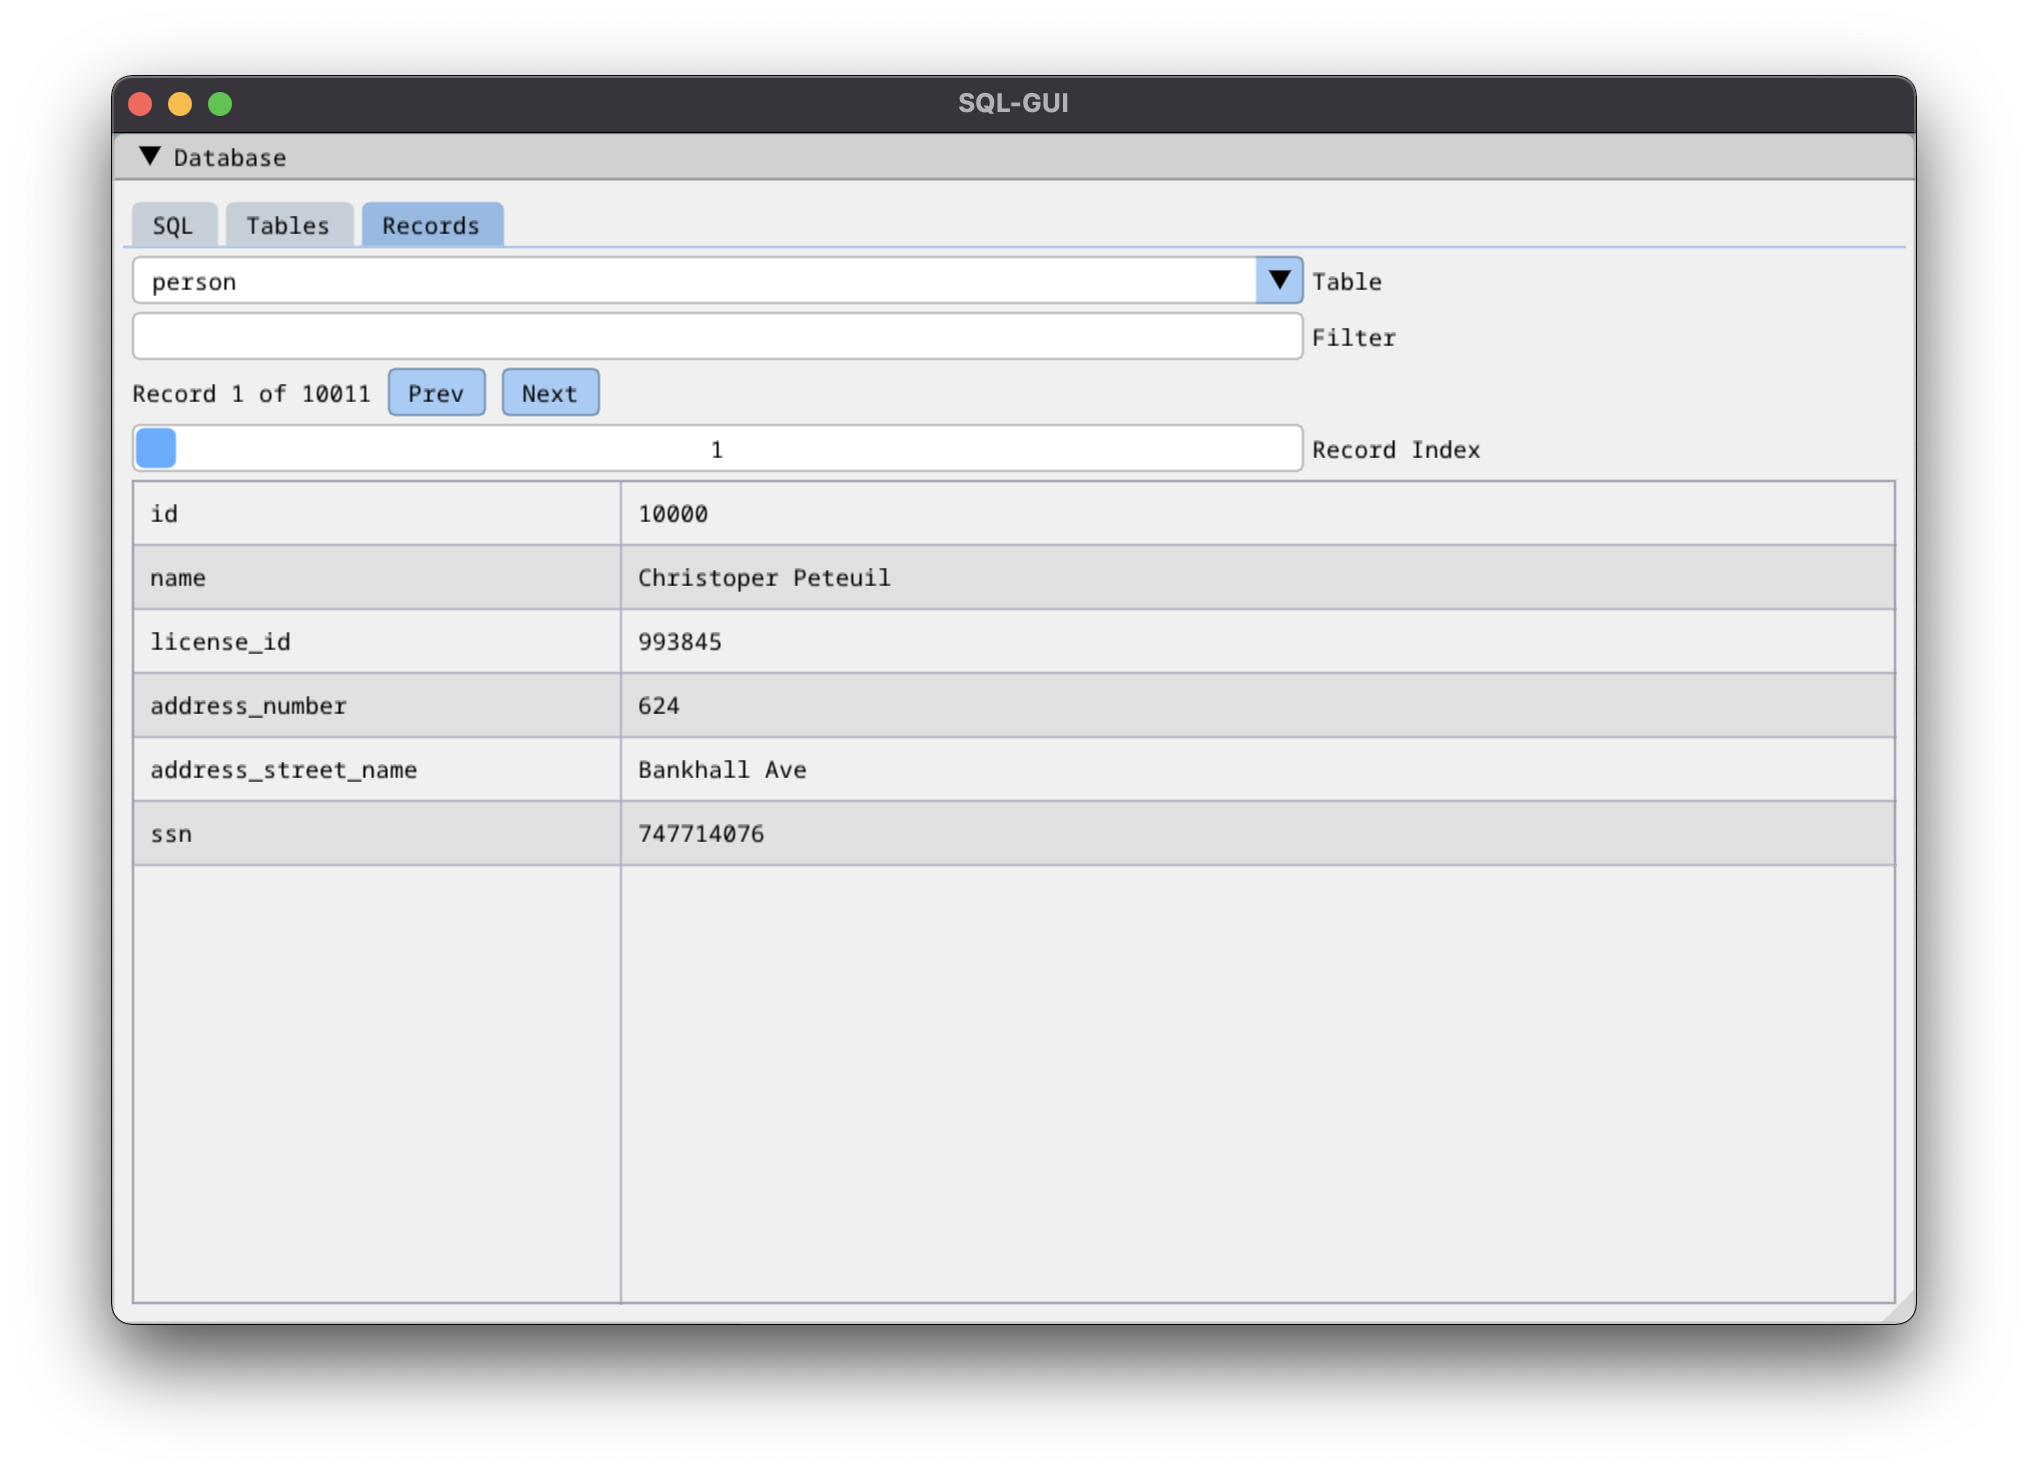 SQL-GUI
Database
SQL Tables Records
person Table
Filter
Record 1 of 10011 Prev Next
1 Record Index
id 10000
name Christoper Peteuil
license_id 993845
address_number 624
address_street_name Bankhall Ave
ssn 747714076